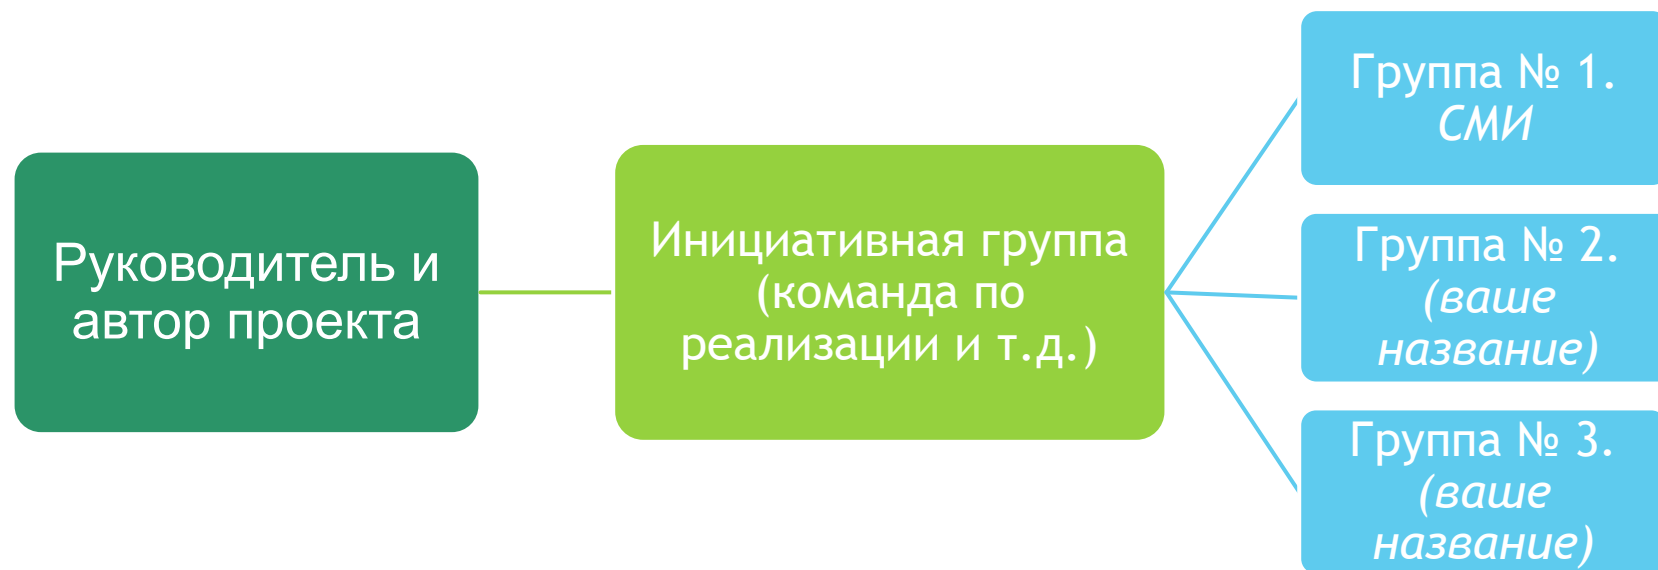 Руководитель и
автор проекта
Инициативная группа
(команда по
реализации и т.д.)
Группа № 1.
СМИ
Группа № 2.
(ваше
название)
Группа № 3.
(ваше
название)